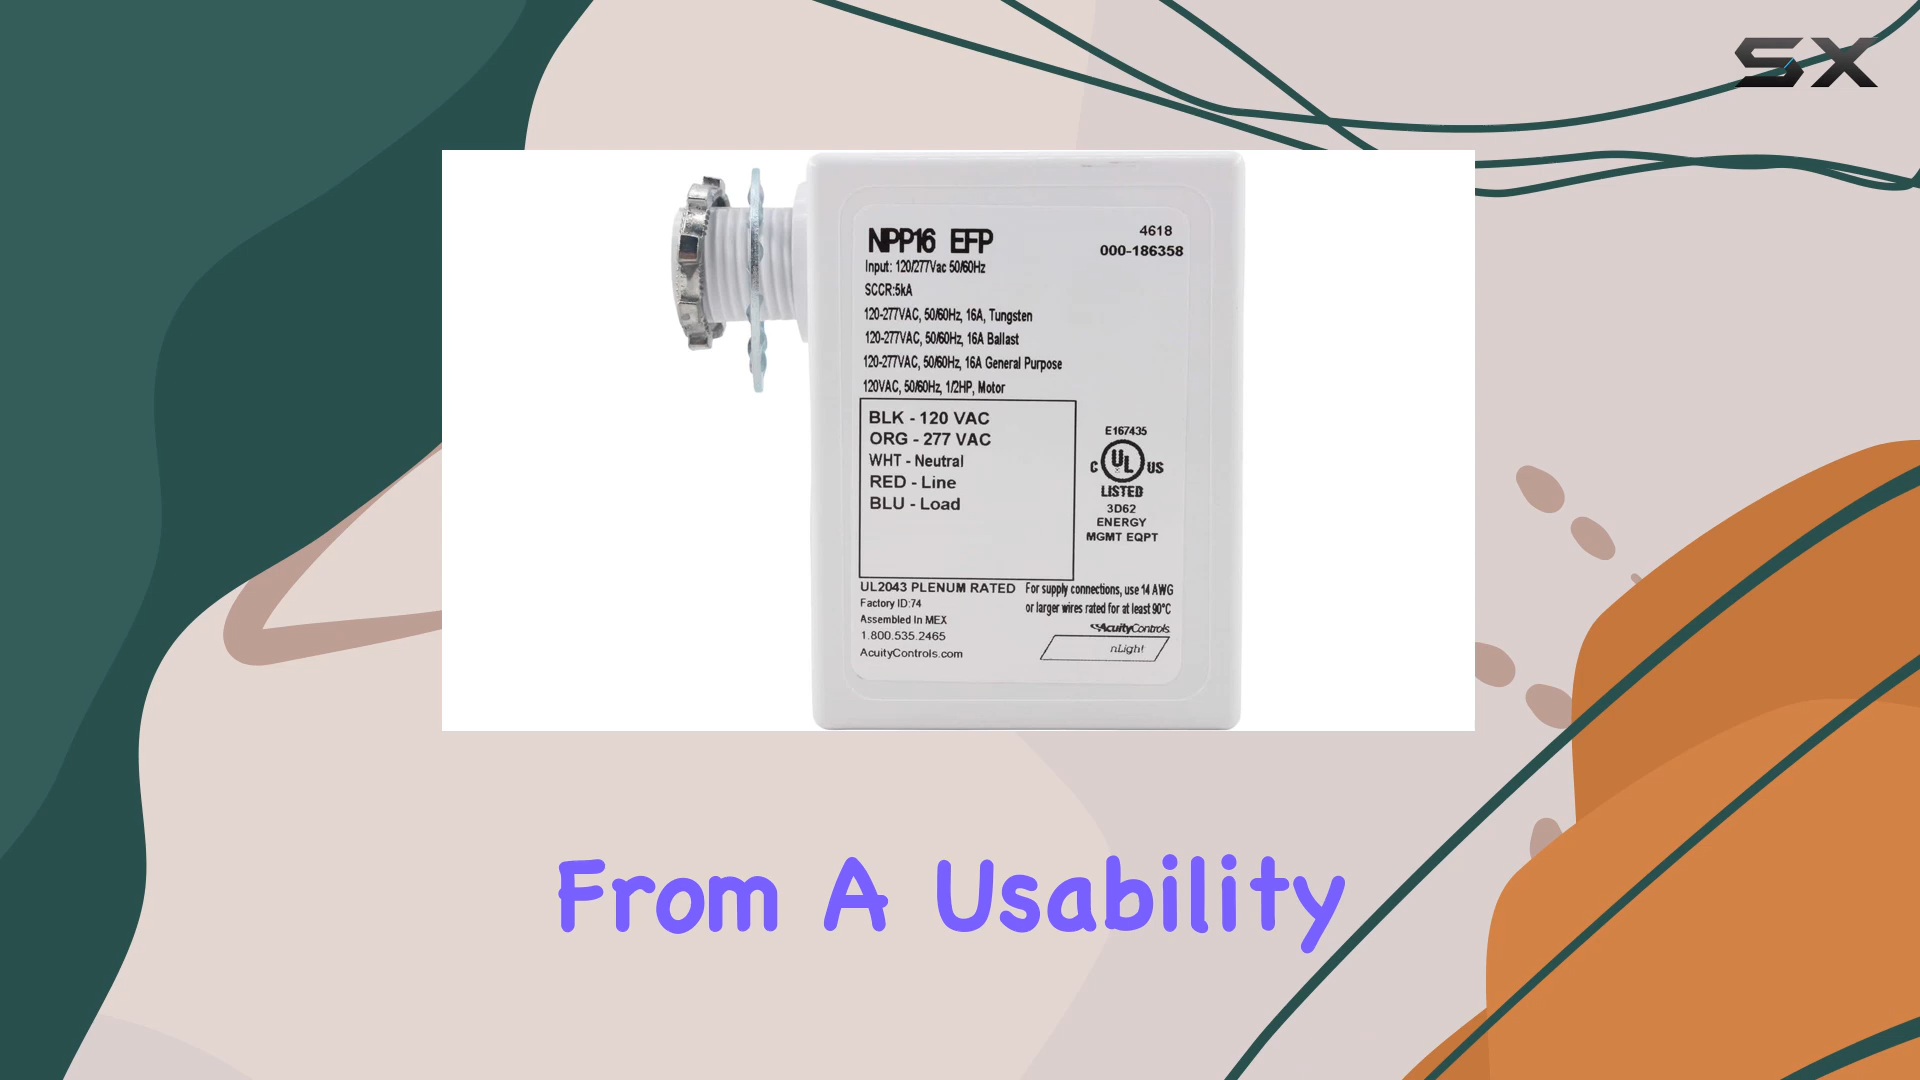 SX
NPP16 EFP
4618
000-186358
Input: 120/277Vac 50/60Hz
SCCR:5kA
120-277VAC, 50/60Hz, 16A, Tungsten
120-277VAC, 50/60Hz, 16A Ballast
120-277VAC, 50/60Hz, 16A General Purpose
120VAC, 50/60Hz, 1/2HP, Motor
BLK - 120 VAC
ORG - 277 VAC
WHT - Neutral
RED - Line
BLU - Load
E167435
C UL US
LISTED
3D62
ENERGY
MGMT EQPT
UL2043 PLENUM RATED
Factory ID:74
Assembled In MEX
1.800.535.2465
AcuityControls.com
For supply connections, use 14 AWG
or larger wires rated for at least 90°C
AcuityControls
nLight
From A Usability